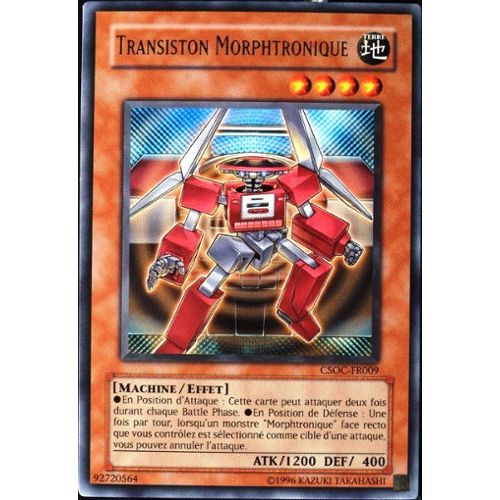 TRANSISTON MORPHTRONIQUE
TERRE
地
CSOC-FR009
[MACHINE / EFFET]
●En Position d'Attaque : Cette carte peut attaquer deux fois
durant chaque Battle Phase. ●En Position de Défense : Une
fois par tour, lorsqu'un monstre "Morphtronique" face recto
que vous contrôlez est sélectionné comme cible d'une attaque,
vous pouvez annuler l'attaque.
ATK/1200 DEF/ 400
92720564
©1996 KAZUKI TAKAHASHI